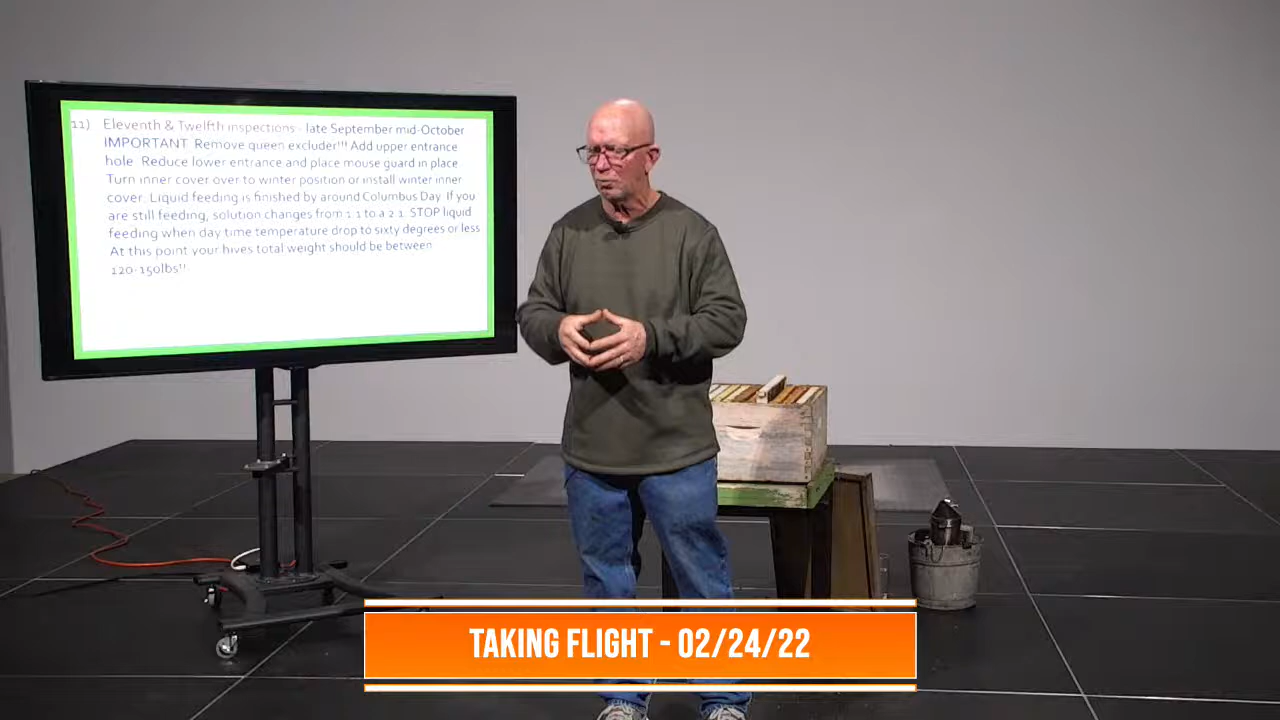 11) Eleventh & Twelfth inspections - late September mid-October
IMPORTANT Remove queen excluder!!! Add upper entrance
hole. Reduce lower entrance and place mouse guard in place
Turn inner cover over to winter position or install winter inner
cover. Liquid feeding is finished by around Columbus Day. If you
are still feeding, solution changes from 1:1 to a 2:1. STOP liquid
feeding when day time temperature drop to sixty degrees or less
At this point your hives total weight should be between
120-150lbs!!
TAKING FLIGHT - 02/24/22